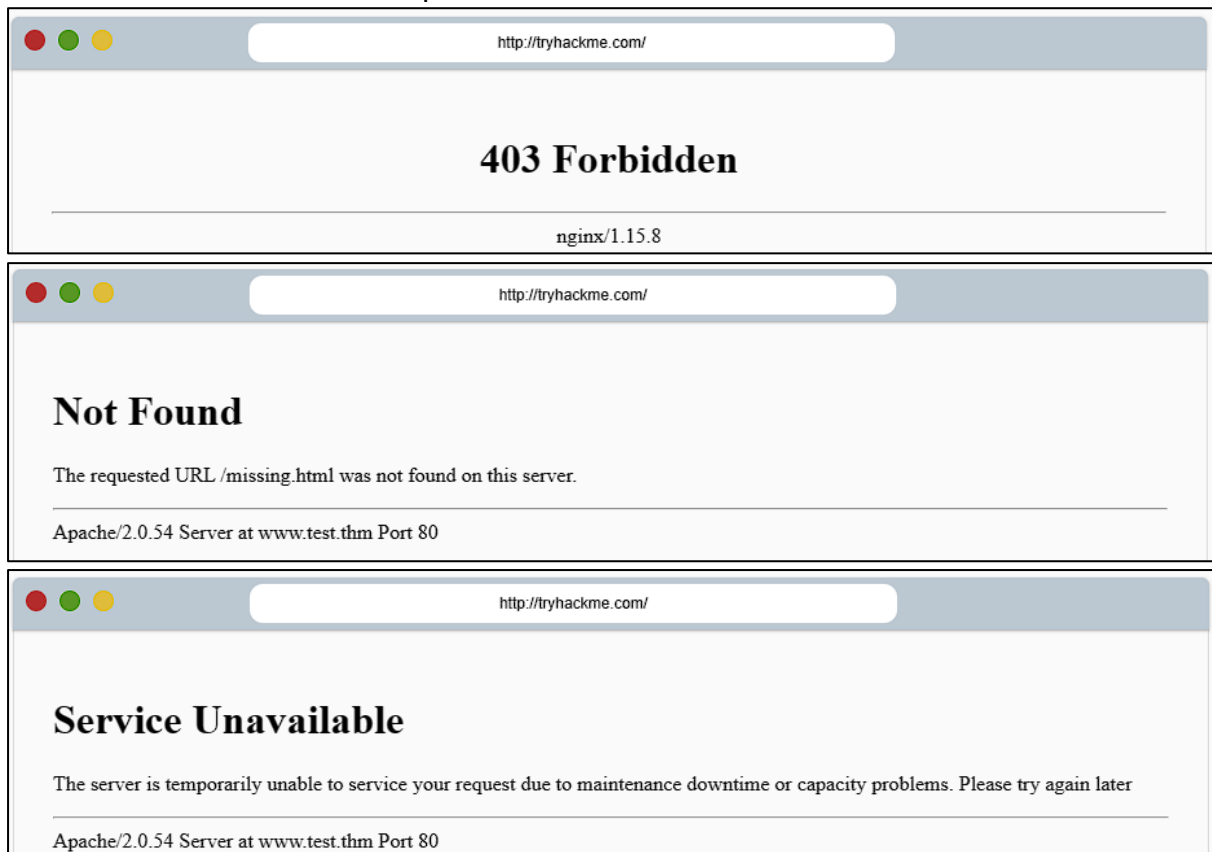 http://tryhackme.com/
403 Forbidden
nginx/1.15.8
http://tryhackme.com/
Not Found
The requested URL /missing.html was not found on this server.
Apache/2.0.54 Server at www.test.thm Port 80
http://tryhackme.com/
Service Unavailable
The server is temporarily unable to service your request due to maintenance downtime or capacity problems. Please try again later
Apache/2.0.54 Server at www.test.thm Port 80